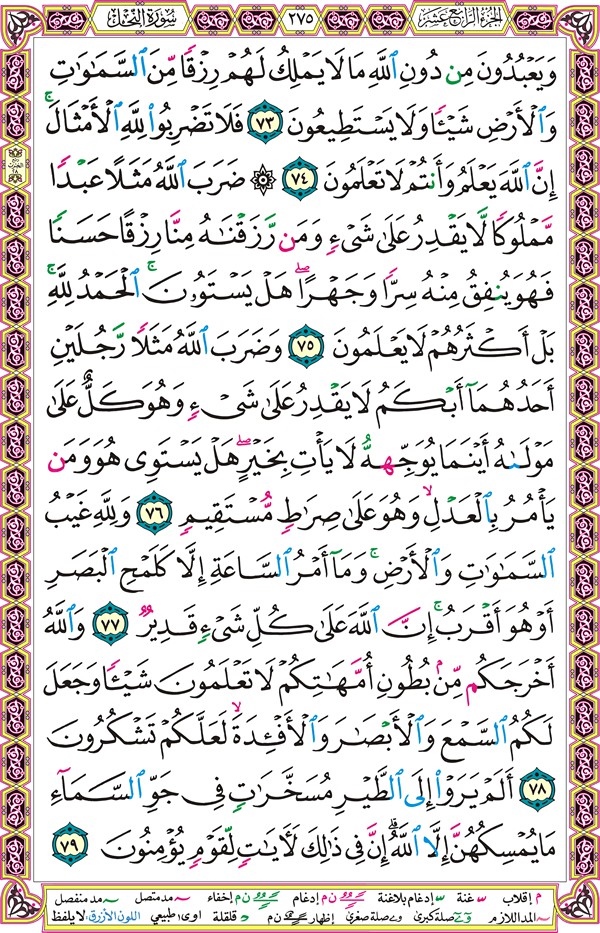 الجزء الرابع عشر ٢٧٥ سورة النحل
وَيَعْبُدُونَ مِن دُونِ ٱللَّهِ مَا لَا يَمْلِكُ لَهُمْ رِزْقًا مِّنَ ٱلسَّمَٰوَٰتِ
وَٱلْأَرْضِ شَيْـًٔا وَلَا يَسْتَطِيعُونَ ٧٣ فَلَا تَضْرِبُوا۟ لِلَّهِ ٱلْأَمْثَالَ ۚ
إِنَّ ٱللَّهَ يَعْلَمُ وَأَنتُمْ لَا تَعْلَمُونَ ٧٤ ۞ ضَرَبَ ٱللَّهُ مَثَلًا عَبْدًا
مَّمْلُوكًا لَّا يَقْدِرُ عَلَىٰ شَىْءٍ وَمَن رَّزَقْنَٰهُ مِنَّا رِزْقًا حَسَنًا
فَهُوَ يُنفِقُ مِنْهُ سِرًّا وَجَهْرًا ۖ هَلْ يَسْتَوُۥنَ ۚ ٱلْحَمْدُ لِلَّهِ ۚ
بَلْ أَكْثَرُهُمْ لَا يَعْلَمُونَ ٧٥ وَضَرَبَ ٱللَّهُ مَثَلًا رَّجُلَيْنِ
أَحَدُهُمَآ أَبْكَمُ لَا يَقْدِرُ عَلَىٰ شَىْءٍ وَهُوَ كَلٌّ عَلَىٰ
مَوْلَىٰهُ أَيْنَمَا يُوَجِّههُّ لَا يَأْتِ بِخَيْرٍ ۖ هَلْ يَسْتَوِى هُوَ وَمَن
يَأْمُرُ بِٱلْعَدْلِ ۙ وَهُوَ عَلَىٰ صِرَٰطٍ مُّسْتَقِيمٍ ٧٦ وَلِلَّهِ غَيْبُ
ٱلسَّمَٰوَٰتِ وَٱلْأَرْضِ ۚ وَمَآ أَمْرُ ٱلسَّاعَةِ إِلَّا كَلَمْحِ ٱلْبَصَرِ
أَوْ هُوَ أَقْرَبُ ۚ إِنَّ ٱللَّهَ عَلَىٰ كُلِّ شَىْءٍ قَدِيرٌ ٧٧ وَٱللَّهُ
أَخْرَجَكُم مِّنۢ بُطُونِ أُمَّهَٰتِكُمْ لَا تَعْلَمُونَ شَيْـًٔا وَجَعَلَ
لَكُمُ ٱلسَّمْعَ وَٱلْأَبْصَٰرَ وَٱلْأَفْـِٔدَةَ ۙ لَعَلَّكُمْ تَشْكُرُونَ
٧٨ أَلَمْ يَرَوْا۟ إِلَى ٱلطَّيْرِ مُسَخَّرَٰتٍ فِى جَوِّ ٱلسَّمَآءِ
مَا يُمْسِكُهُنَّ إِلَّا ٱللَّهُ ۗ إِنَّ فِى ذَٰلِكَ لَءَايَٰتٍ لِّقَوْمٍ يُؤْمِنُونَ ٧٩
م إقلاب غنة إدغام بلاغنة ن م إدغام ن م إخفاء مد متصل مد منفصل
المد اللازم صلة كبرى صلة صغرى إظهار ن م قلقلة اوى طبيعي اللون الأزرق: لا يلفظ